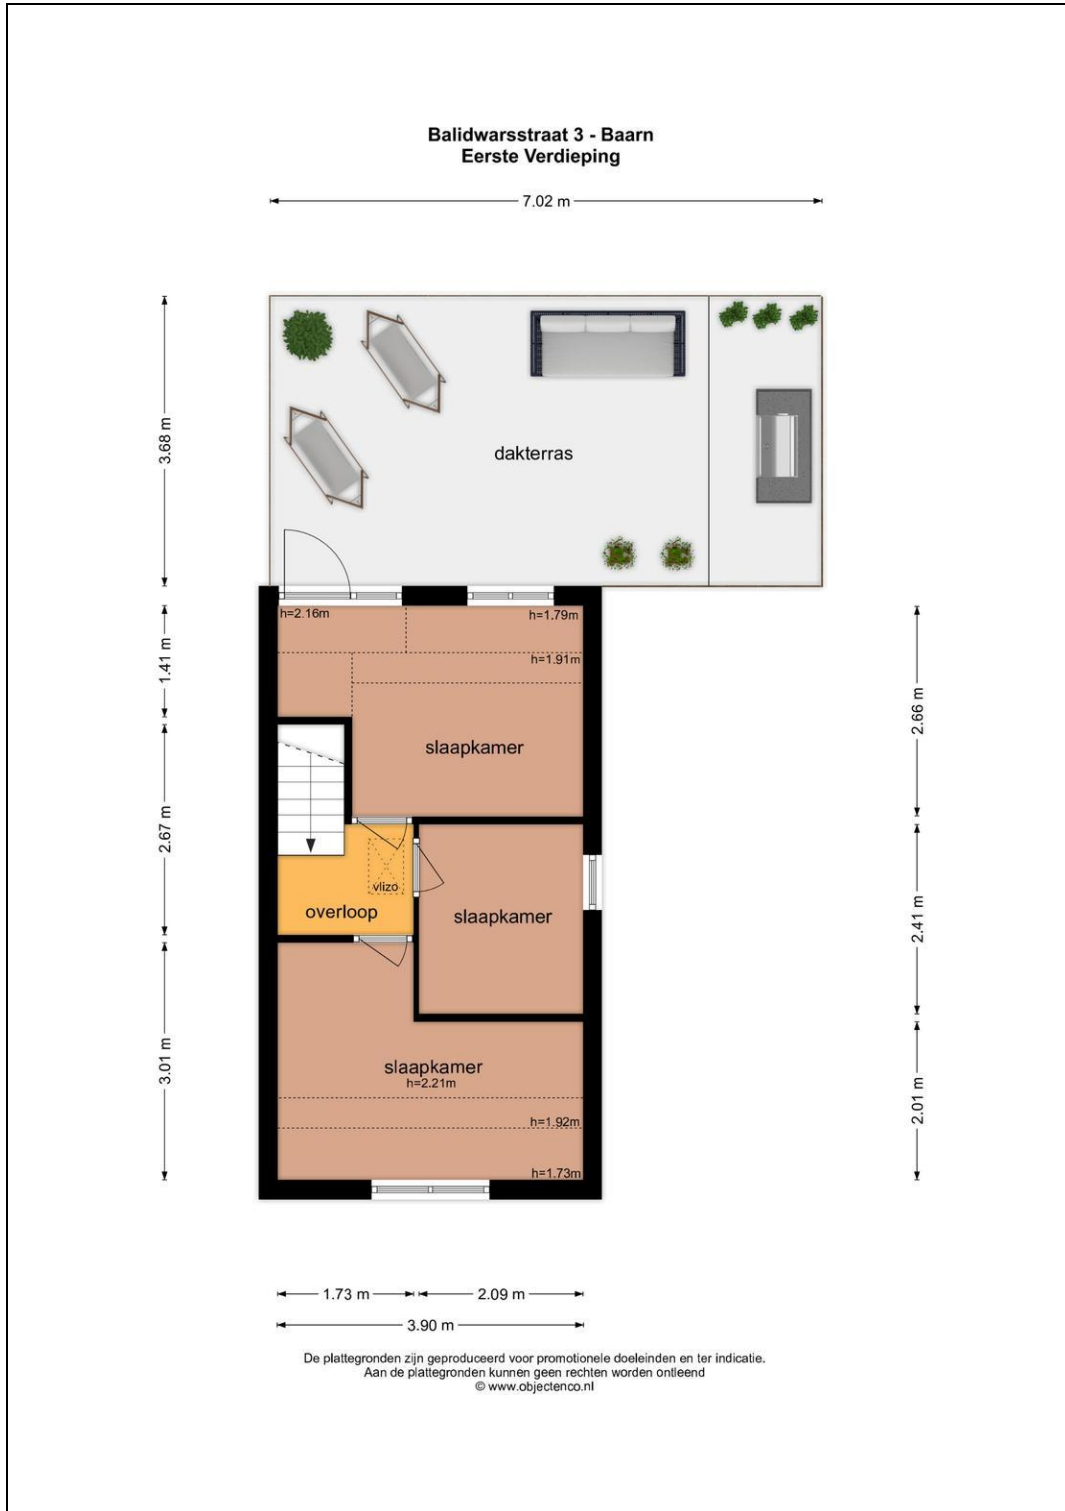 Balidwarsstraat 3 - Baarn
Eerste Verdieping
7.02 m
3.68 m
dakterras
h=2.16m
h=1.79m
1.41 m
h=1.91m
2.66 m
slaapkamer
2.67 m
vlizo
overloop
slaapkamer
2.41 m
3.01 m
slaapkamer
h=2.21m
2.01 m
h=1.92m
h=1.73m
1.73 m
2.09 m
3.90 m
De plattegronden zijn geproduceerd voor promotionele doeleinden en ter indicatie.
Aan de plattegronden kunnen geen rechten worden ontleend
© www.objectenco.nl